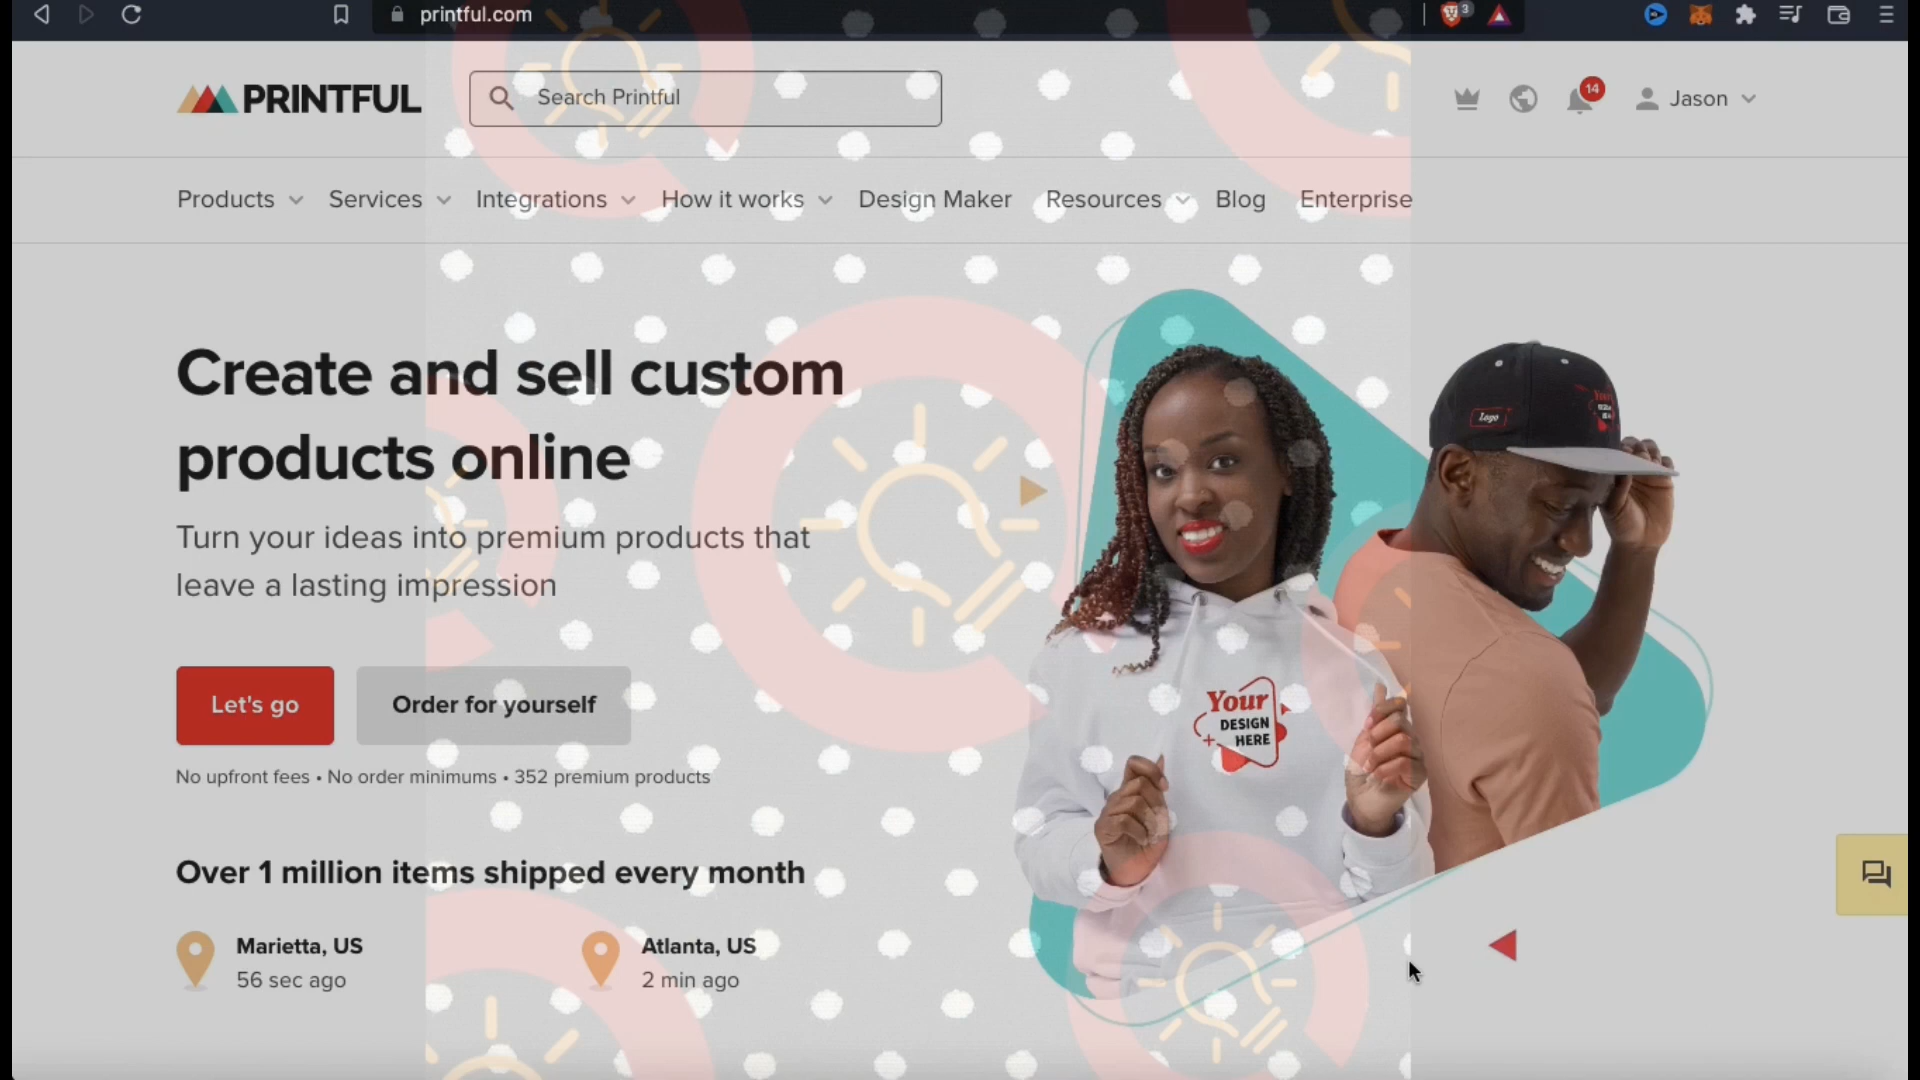 printful.com
3
PRINTFUL
Search Printful
14
Jason
Products
Services
Integrations
How it works
Design Maker
Resources
Blog
Enterprise
Create and sell custom
products online
Turn your ideas into premium products that
leave a lasting impression
Let's go
Order for yourself
No upfront fees • No order minimums • 352 premium products
Over 1 million items shipped every month
Marietta, US
56 sec ago
Atlanta, US
2 min ago
Logo
Your
DESIGN
HERE